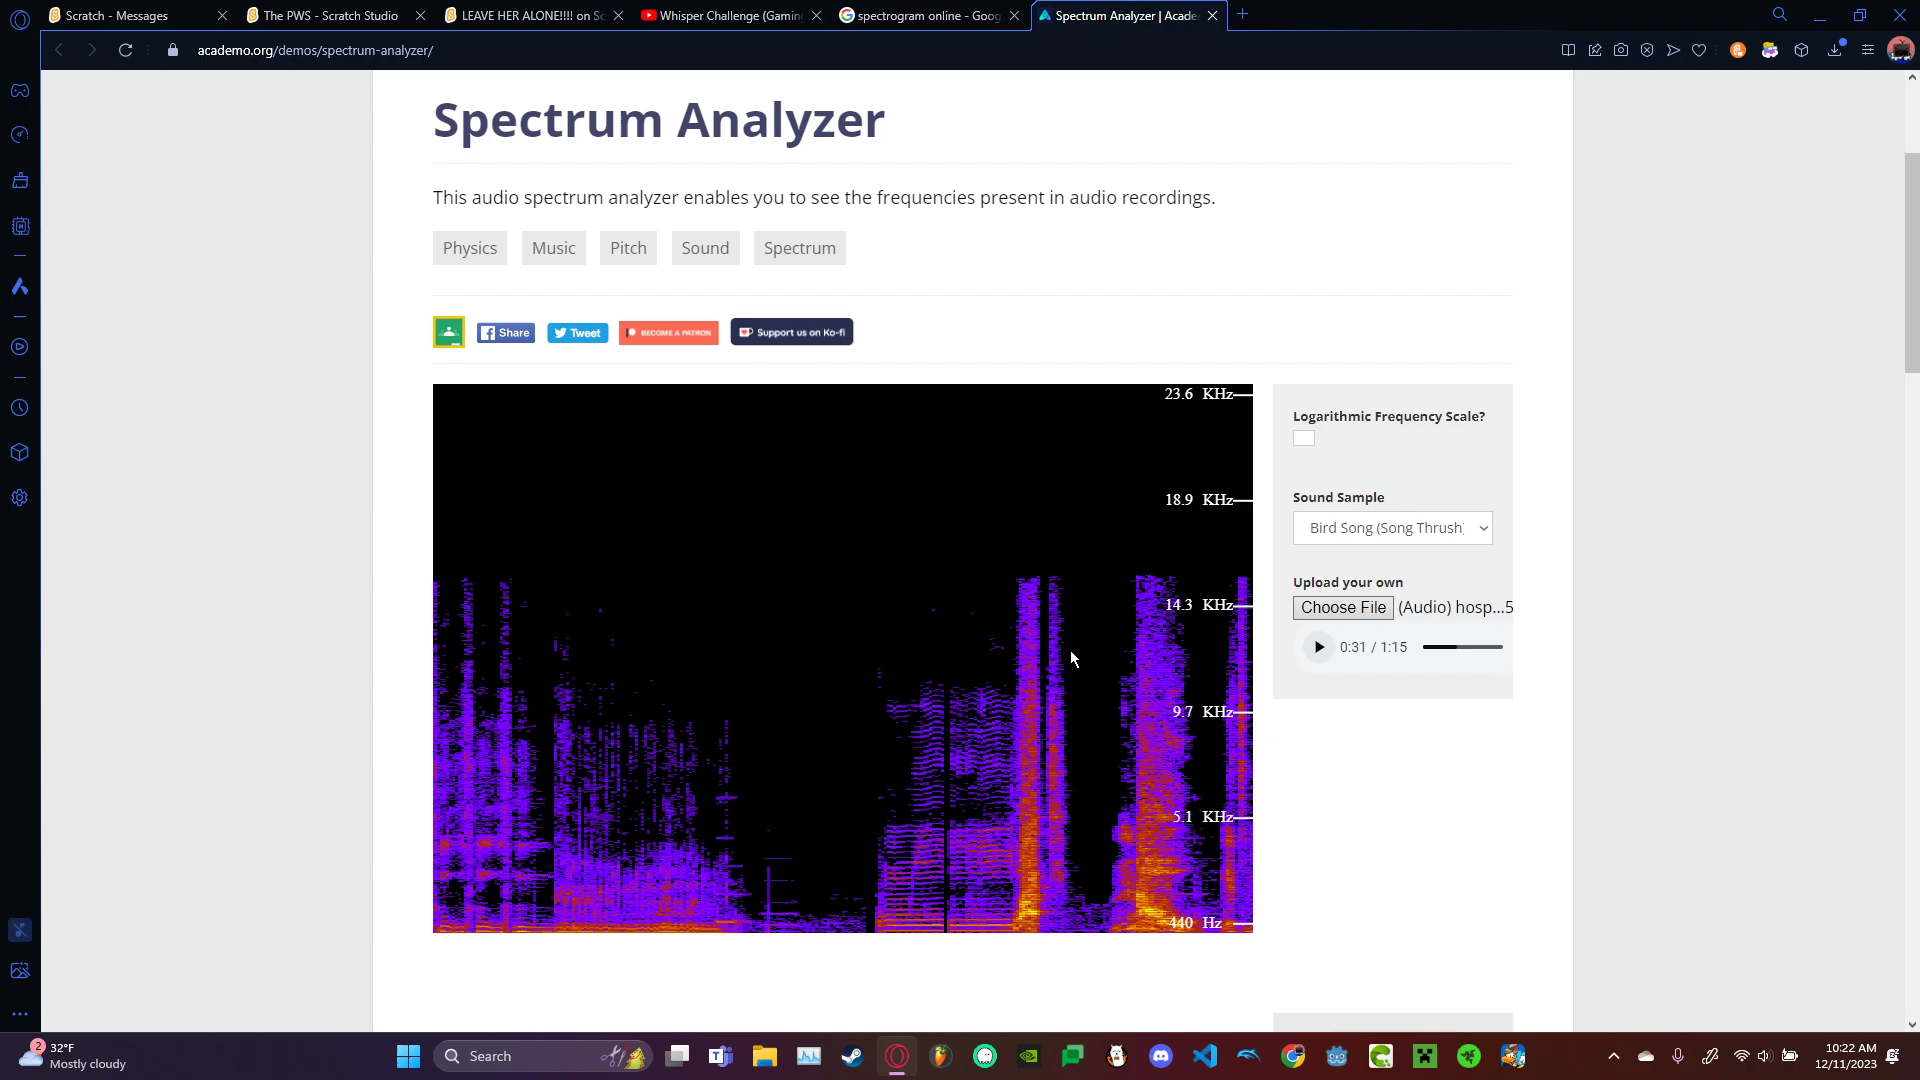 Scratch - Messages
The PWS - Scratch Studio
LEAVE HER ALONE!!!! on Sc
Whisper Challenge (Gamin
spectrogram online - Goog
Spectrum Analyzer | Acade
academo.org/demos/spectrum-analyzer/
Spectrum Analyzer
This audio spectrum analyzer enables you to see the frequencies present in audio recordings.
Physics
Music
Pitch
Sound
Spectrum
Share
Tweet
BECOME A PATRON
Support us on Ko-fi
23.6 KHz
18.9 KHz
14.3 KHz
9.7 KHz
5.1 KHz
440 Hz
Logarithmic Frequency Scale?
Sound Sample
Bird Song (Song Thrush)
Upload your own
Choose File (Audio) hosp...5
0:31 / 1:15
2
32°F
Mostly cloudy
Search
10:22 AM
12/11/2023